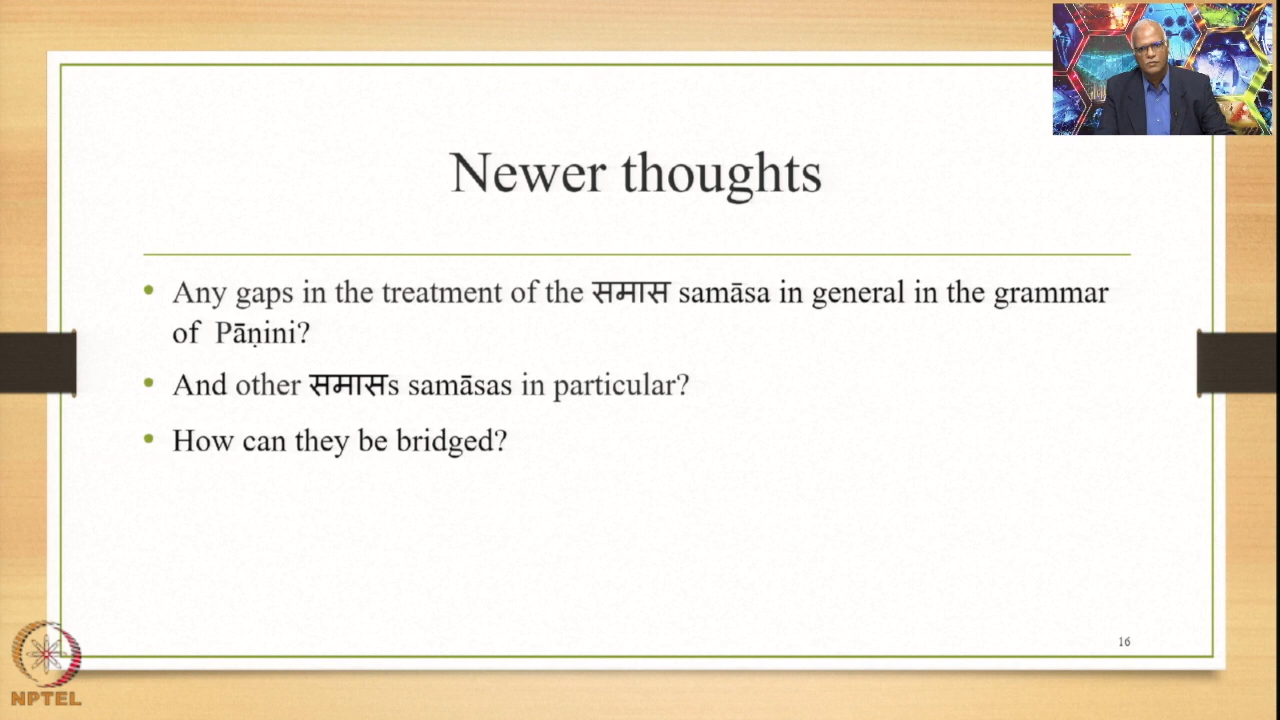 Newer thoughts
• Any gaps in the treatment of the समास samāsa in general in the grammar
of Pāṇini?
• And other समासs samāsas in particular?
• How can they be bridged?
16
NPTEL